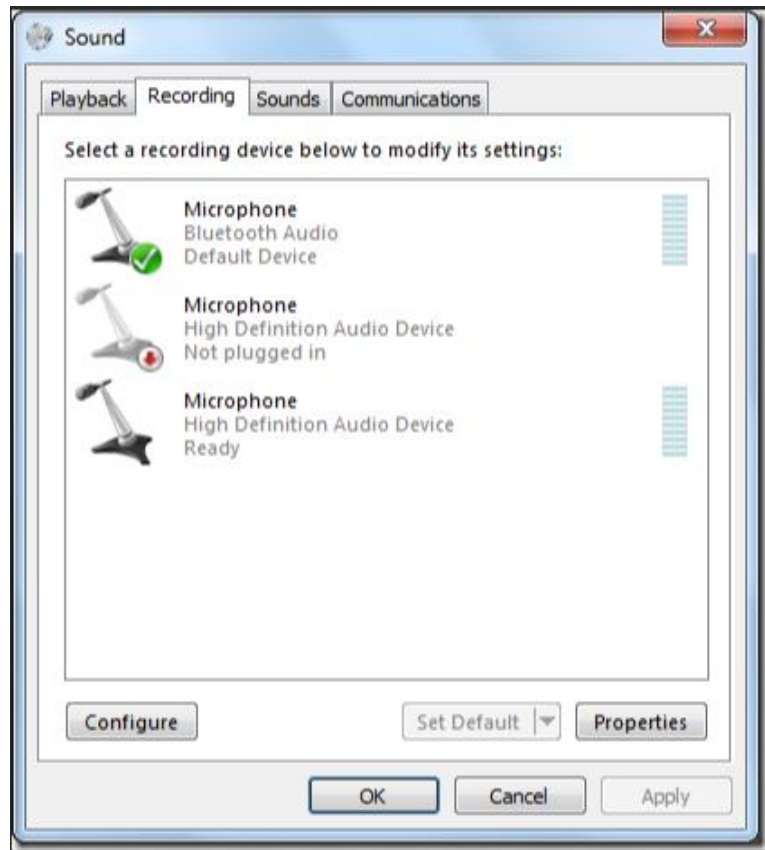 Sound
Playback Recording Sounds Communications
Select a recording device below to modify its settings:
Microphone
Bluetooth Audio
Default Device
Microphone
High Definition Audio Device
Not plugged in
Microphone
High Definition Audio Device
Ready
Configure Set Default Properties
OK Cancel Apply